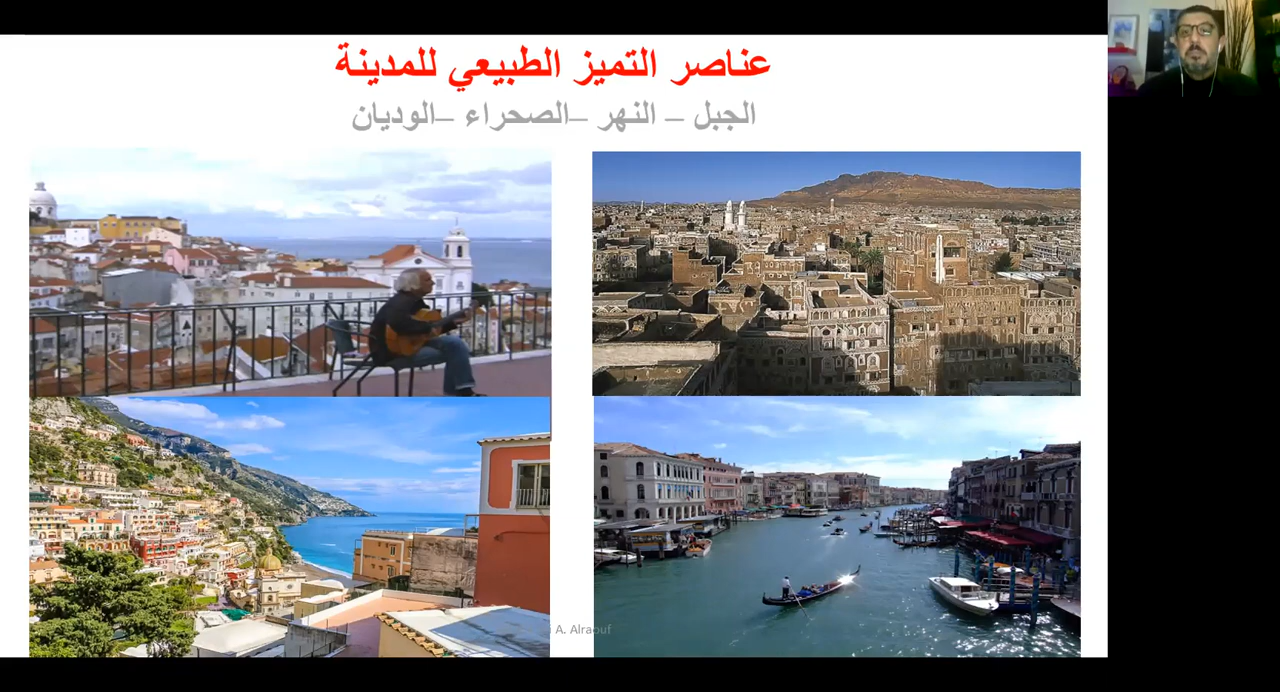 عناصر التميز الطبيعي للمدينة
الجبل – النهر –الصحراء –الوديان
A. Alraouf